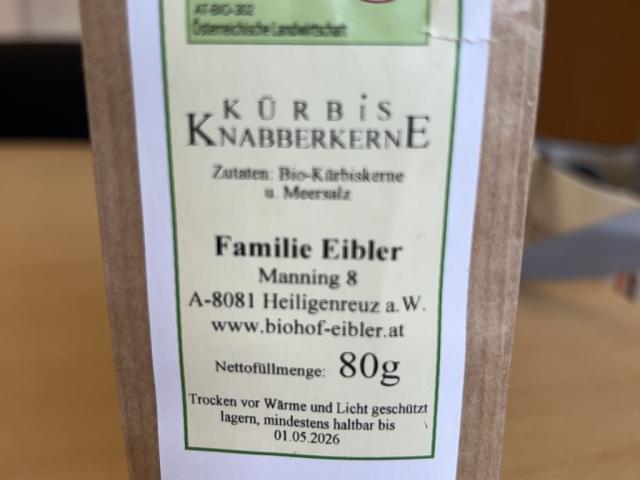 AT-BIO-302
Österreichische Landwirtschaft
KÜRBiS
KNABBERKERNE
Zutaten: Bio-Kürbiskerne
u. Meersalz
Familie Eibler
Manning 8
A-8081 Heiligenreuz a.W.
www.biohof-eibler.at
Nettofüllmenge: 80g
Trocken vor Wärme und Licht geschützt
lagern, mindestens haltbar bis
01.05.2026